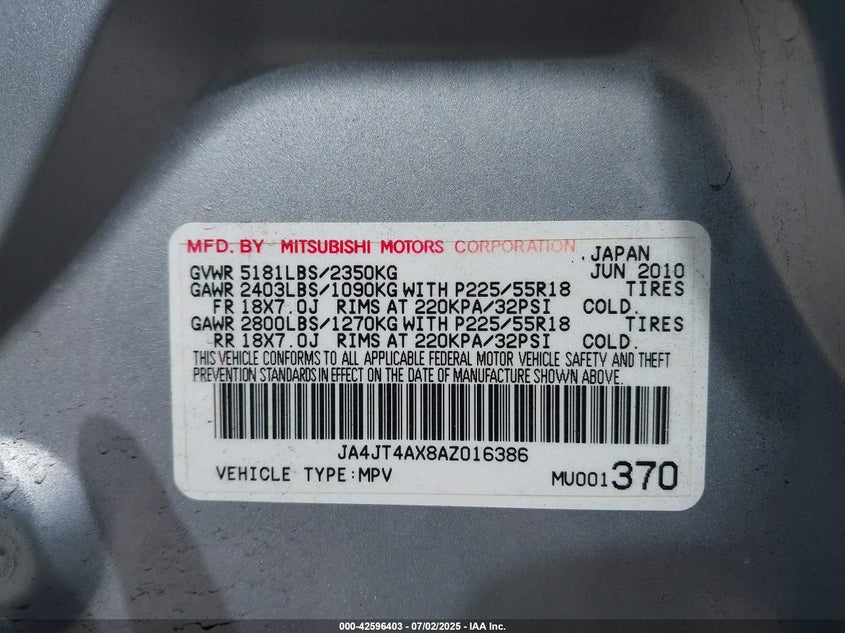 MFD. BY MITSUBISHI MOTORS CORPORATION. JAPAN
GVWR 5181LBS/2350KG JUN 2010
GAWR 2403LBS/1090KG WITH P225/55R18 TIRES
FR 18X7.0J RIMS AT 220KPA/32PSI COLD.
GAWR 2800LBS/1270KG WITH P225/55R18 TIRES
RR 18X7.0J RIMS AT 220KPA/32PSI COLD.
THIS VEHICLE CONFORMS TO ALL APPLICABLE FEDERAL MOTOR VEHICLE SAFETY AND THEFT
PREVENTION STANDARDS IN EFFECT ON THE DATE OF MANUFACTURE SHOWN ABOVE.
JA4JT4AX8AZ016386
VEHICLE TYPE:MPV MU001370
000-42596403 - 07/02/2025 - IAA Inc.